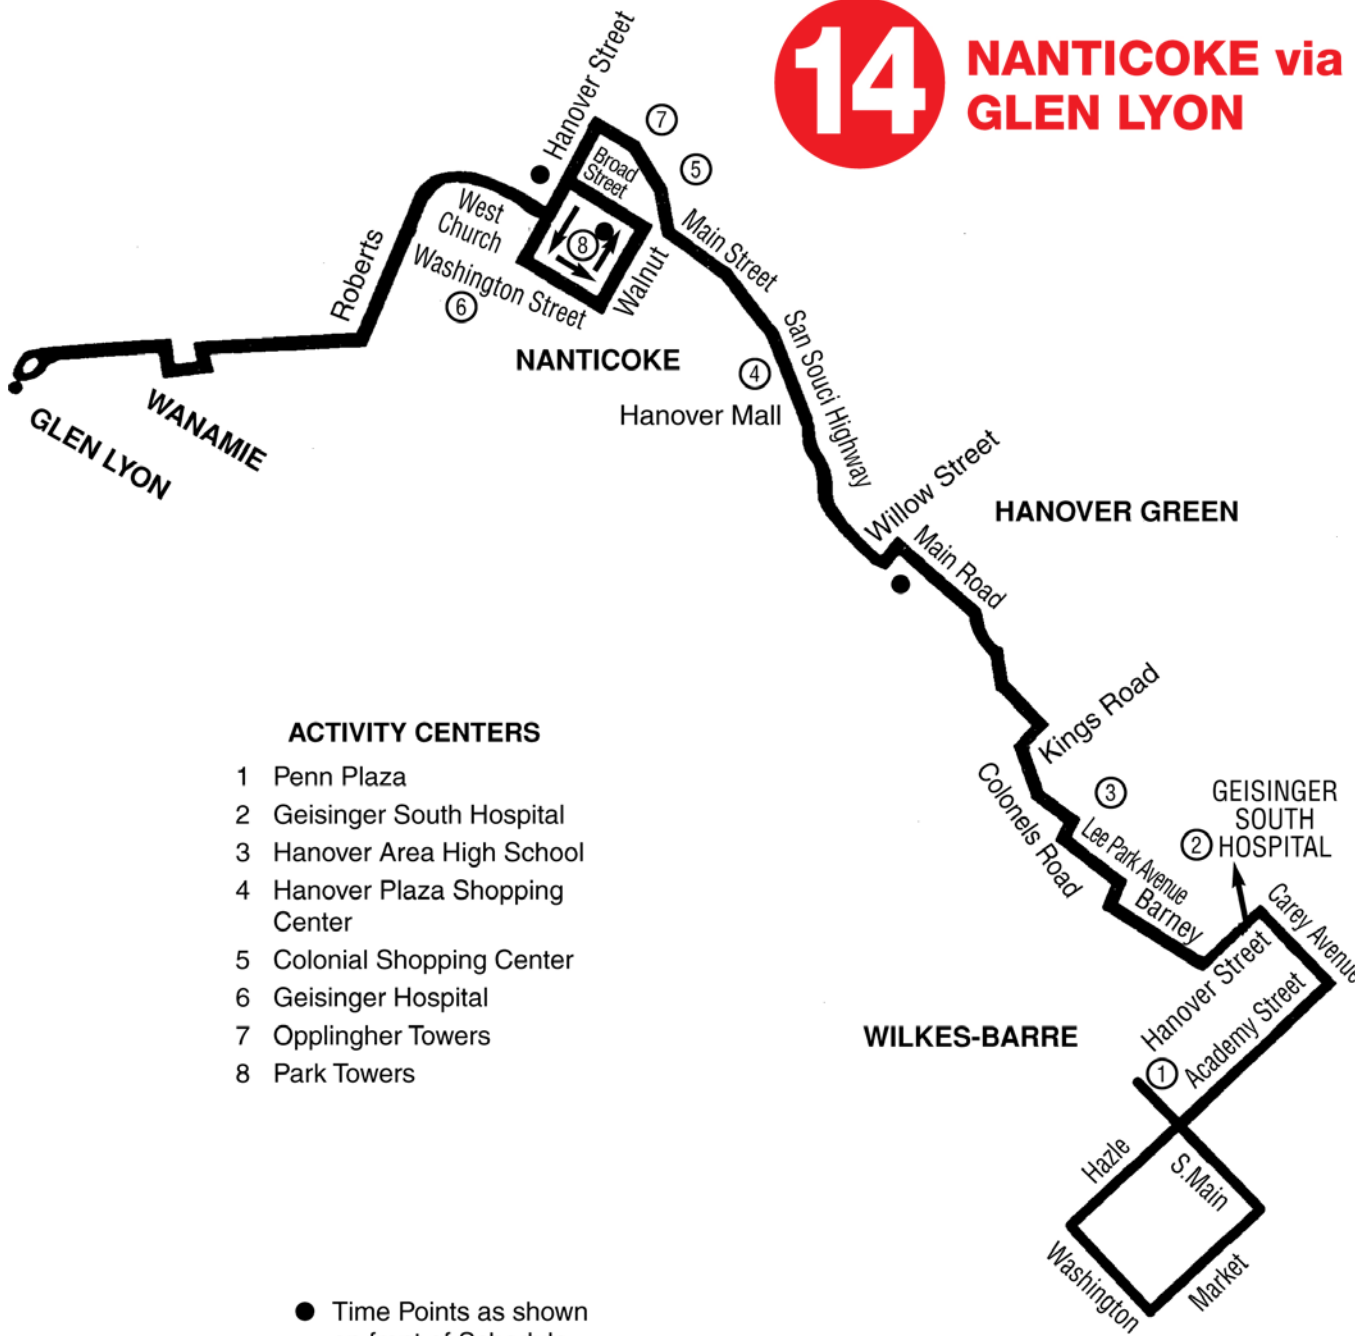 14
NANTICOKE via
GLEN LYON
Hanover Street
7
Broad
Street
5
West
Church
8
Main Street
Roberts
Washington Street
6
Walnut
NANTICOKE
San Souci Highway
4
Hanover Mall
WANAMIE
GLEN LYON
Willow Street
HANOVER GREEN
Main Road
Kings Road
Colonels Road
3
Lee Park Avenue
GEISINGER
SOUTH
2 HOSPITAL
Barney
Carey Avenue
Hanover Street
Academy Street
WILKES-BARRE
1
Hazle
S.Main
Washington
Market
ACTIVITY CENTERS
1 Penn Plaza
2 Geisinger South Hospital
3 Hanover Area High School
4 Hanover Plaza Shopping
Center
5 Colonial Shopping Center
6 Geisinger Hospital
7 Opplingher Towers
8 Park Towers
Time Points as shown